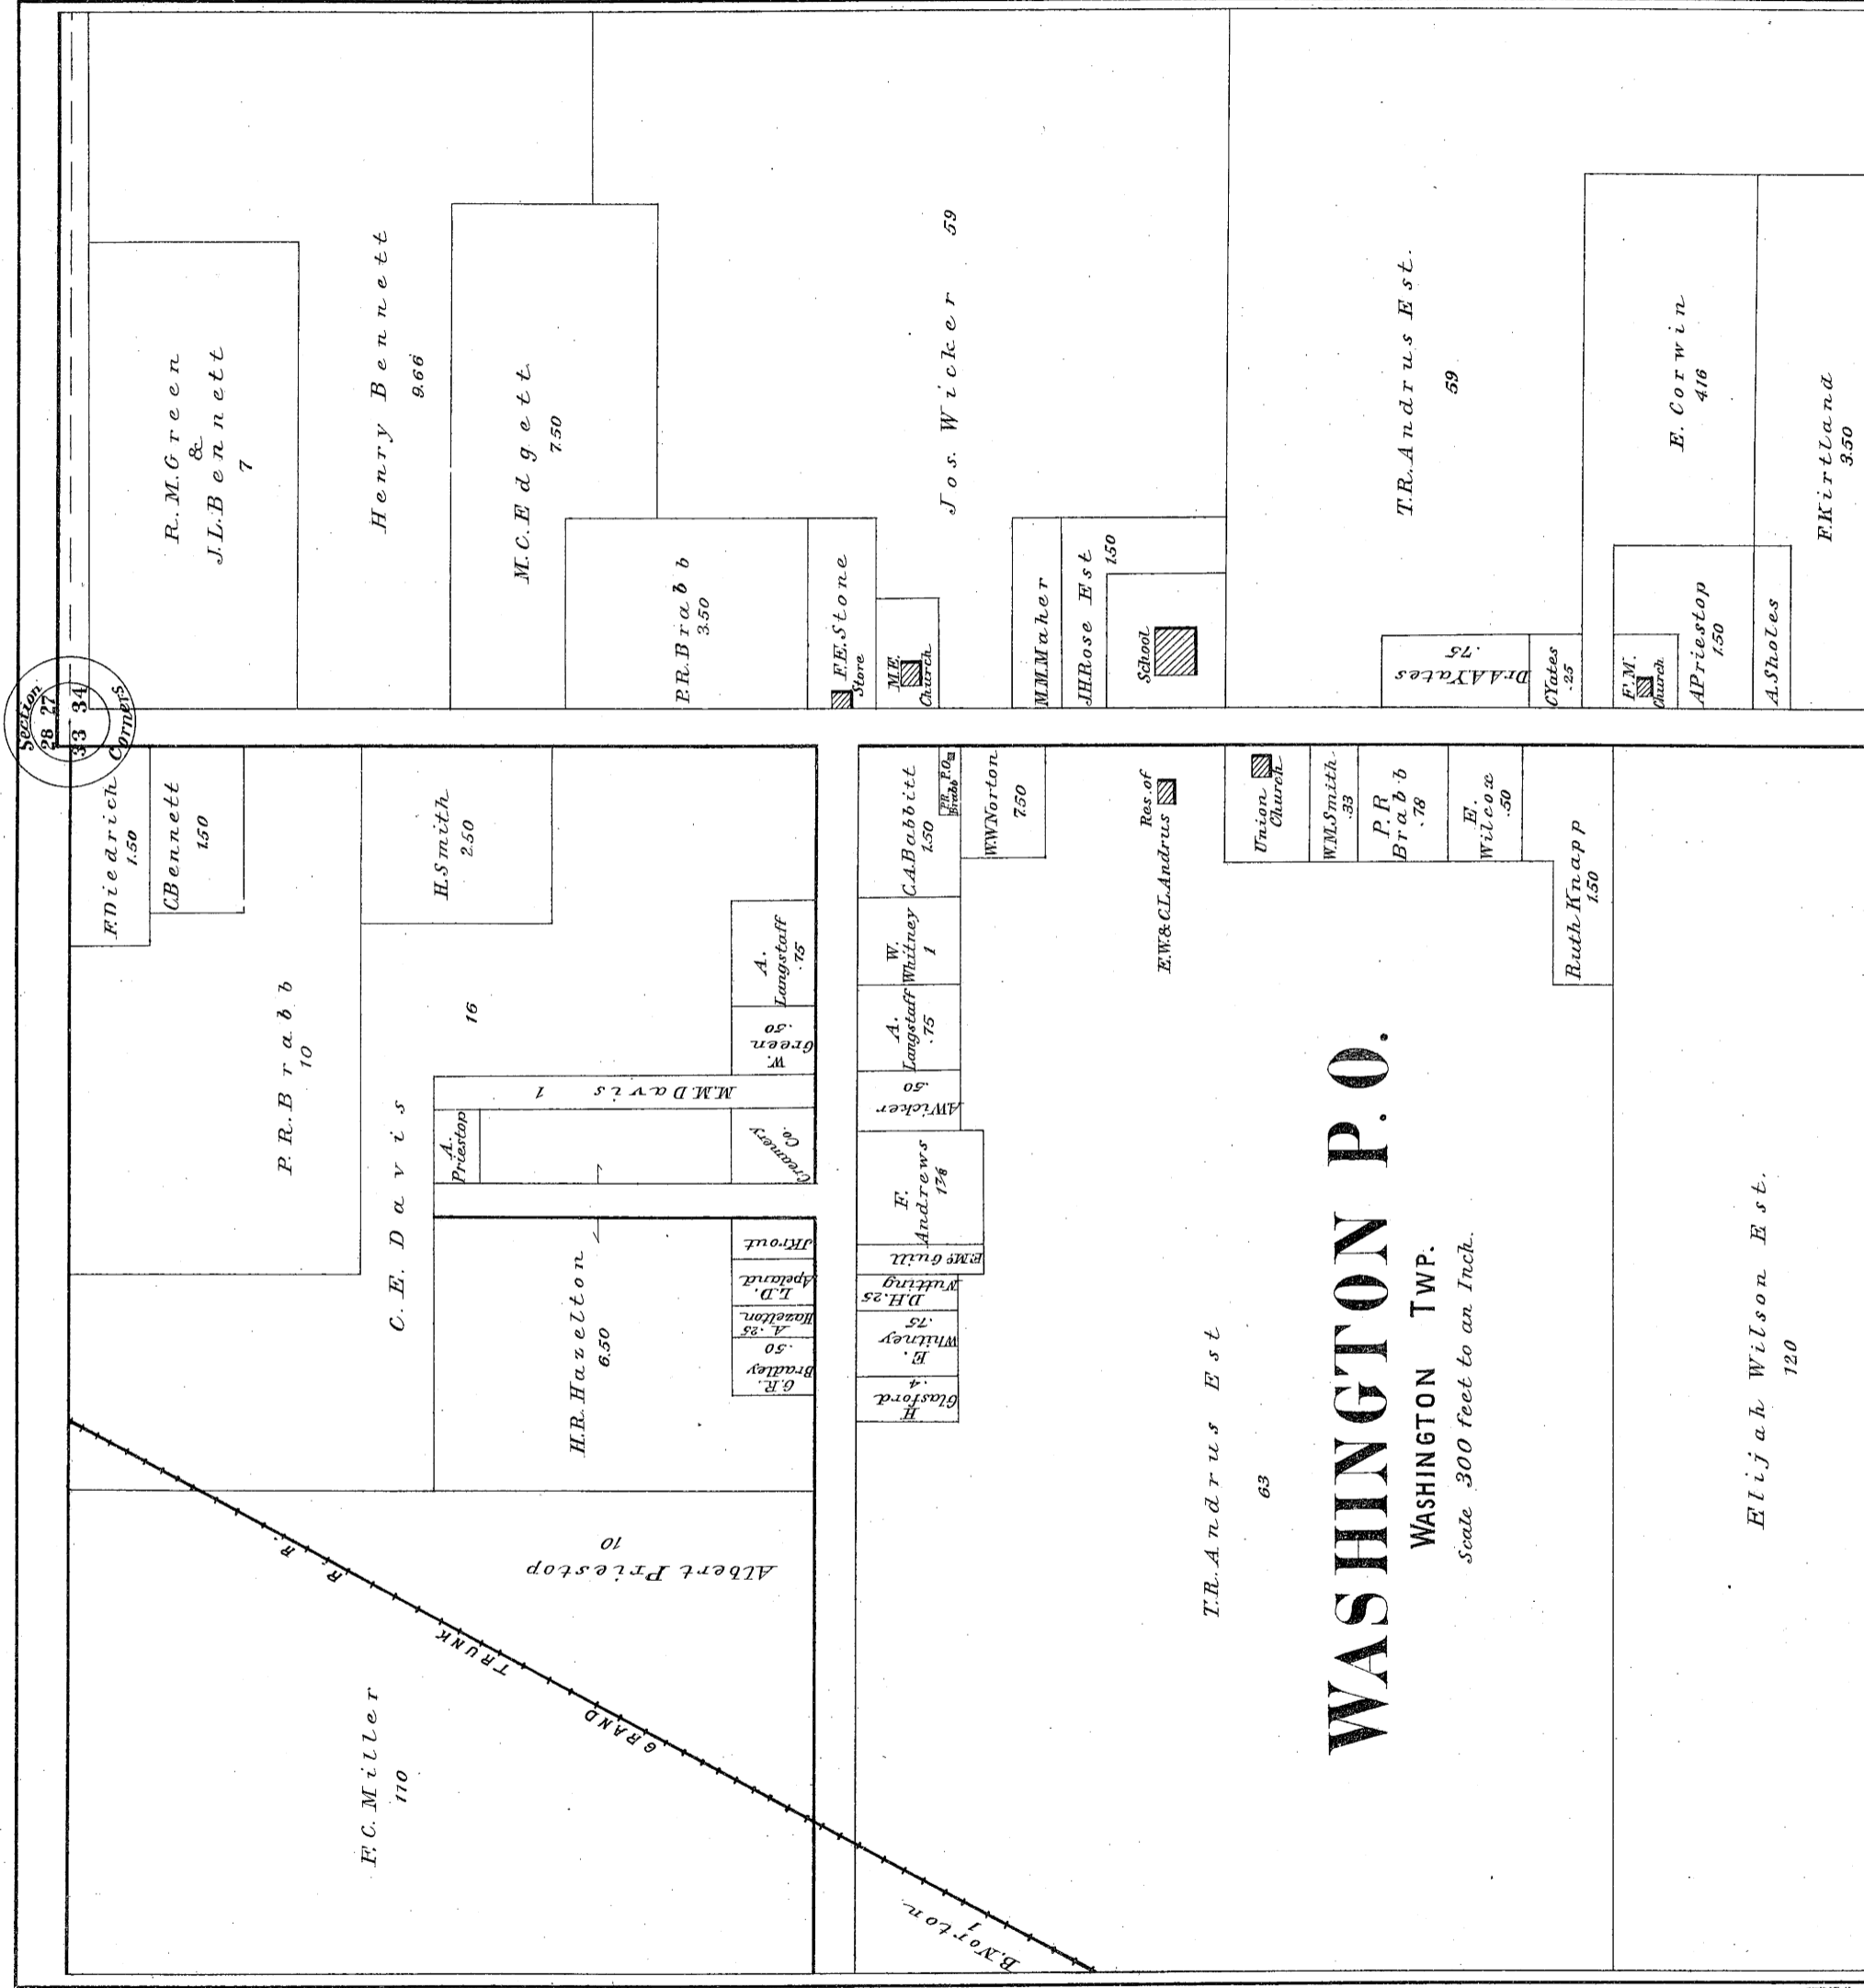 Section
Corners
28 27
33 34
R.M.Green
&
J.L.Bennett
7
Henry Bennett
9.66
M.C.Edgett
7.50
P.R.Brabb
3.50
F.E.Stone
Store
M.E.
Church
Jos. Wicker 59
M.M.Maher
J.H.Rose Est
1.50
School
T.R.Andrus Est.
59
Dr.A.A.Yates
.75
C.Yates
.25
F.M.
Church
A.Priestop
1.50
A.Sholes
E. Corwin
4.16
F.Kirtland
3.50
F.Diedrich
1.50
C.Bennett
1.50
P.R.Brabb
10
H.Smith
2.50
C.E.Davis
16
A.
Langstaff
.75
W.
Green
.50
M.M.Davis 1
A.
Priestop
Creamery
Co.
H.R.Hazelton
6.50
J.Krout
L.D.
Apeland
A. .25
Hazelton
G.R.
Bradley
.50
Albert Priestop
10
F.C.Miller
110
GRAND TRUNK R. R.
B.Norton
1
C.A.Babbitt
1.50
P.R.
Brabb
P.O.
W.W.Norton
7.50
W.
Whitney
1
A.
Langstaff
.75
A.Wicker
.50
F.
Andrews
1 7/8
F.Mc Guill
D.H. .25
Nutting
E.
Whitney
.75
H
Glasford
.4
Res. of
E.W.&C.L.Andrus
Union
Church
W.M.Smith
.33
P.R
Brabb
.78
E.
Wilcox
.50
Ruth Knapp
1.50
T.R.Andrus Est
63
WASHINGTON P.O.
WASHINGTON TWP.
Scale 300 feet to an Inch.
Elijah Wilson Est.
120